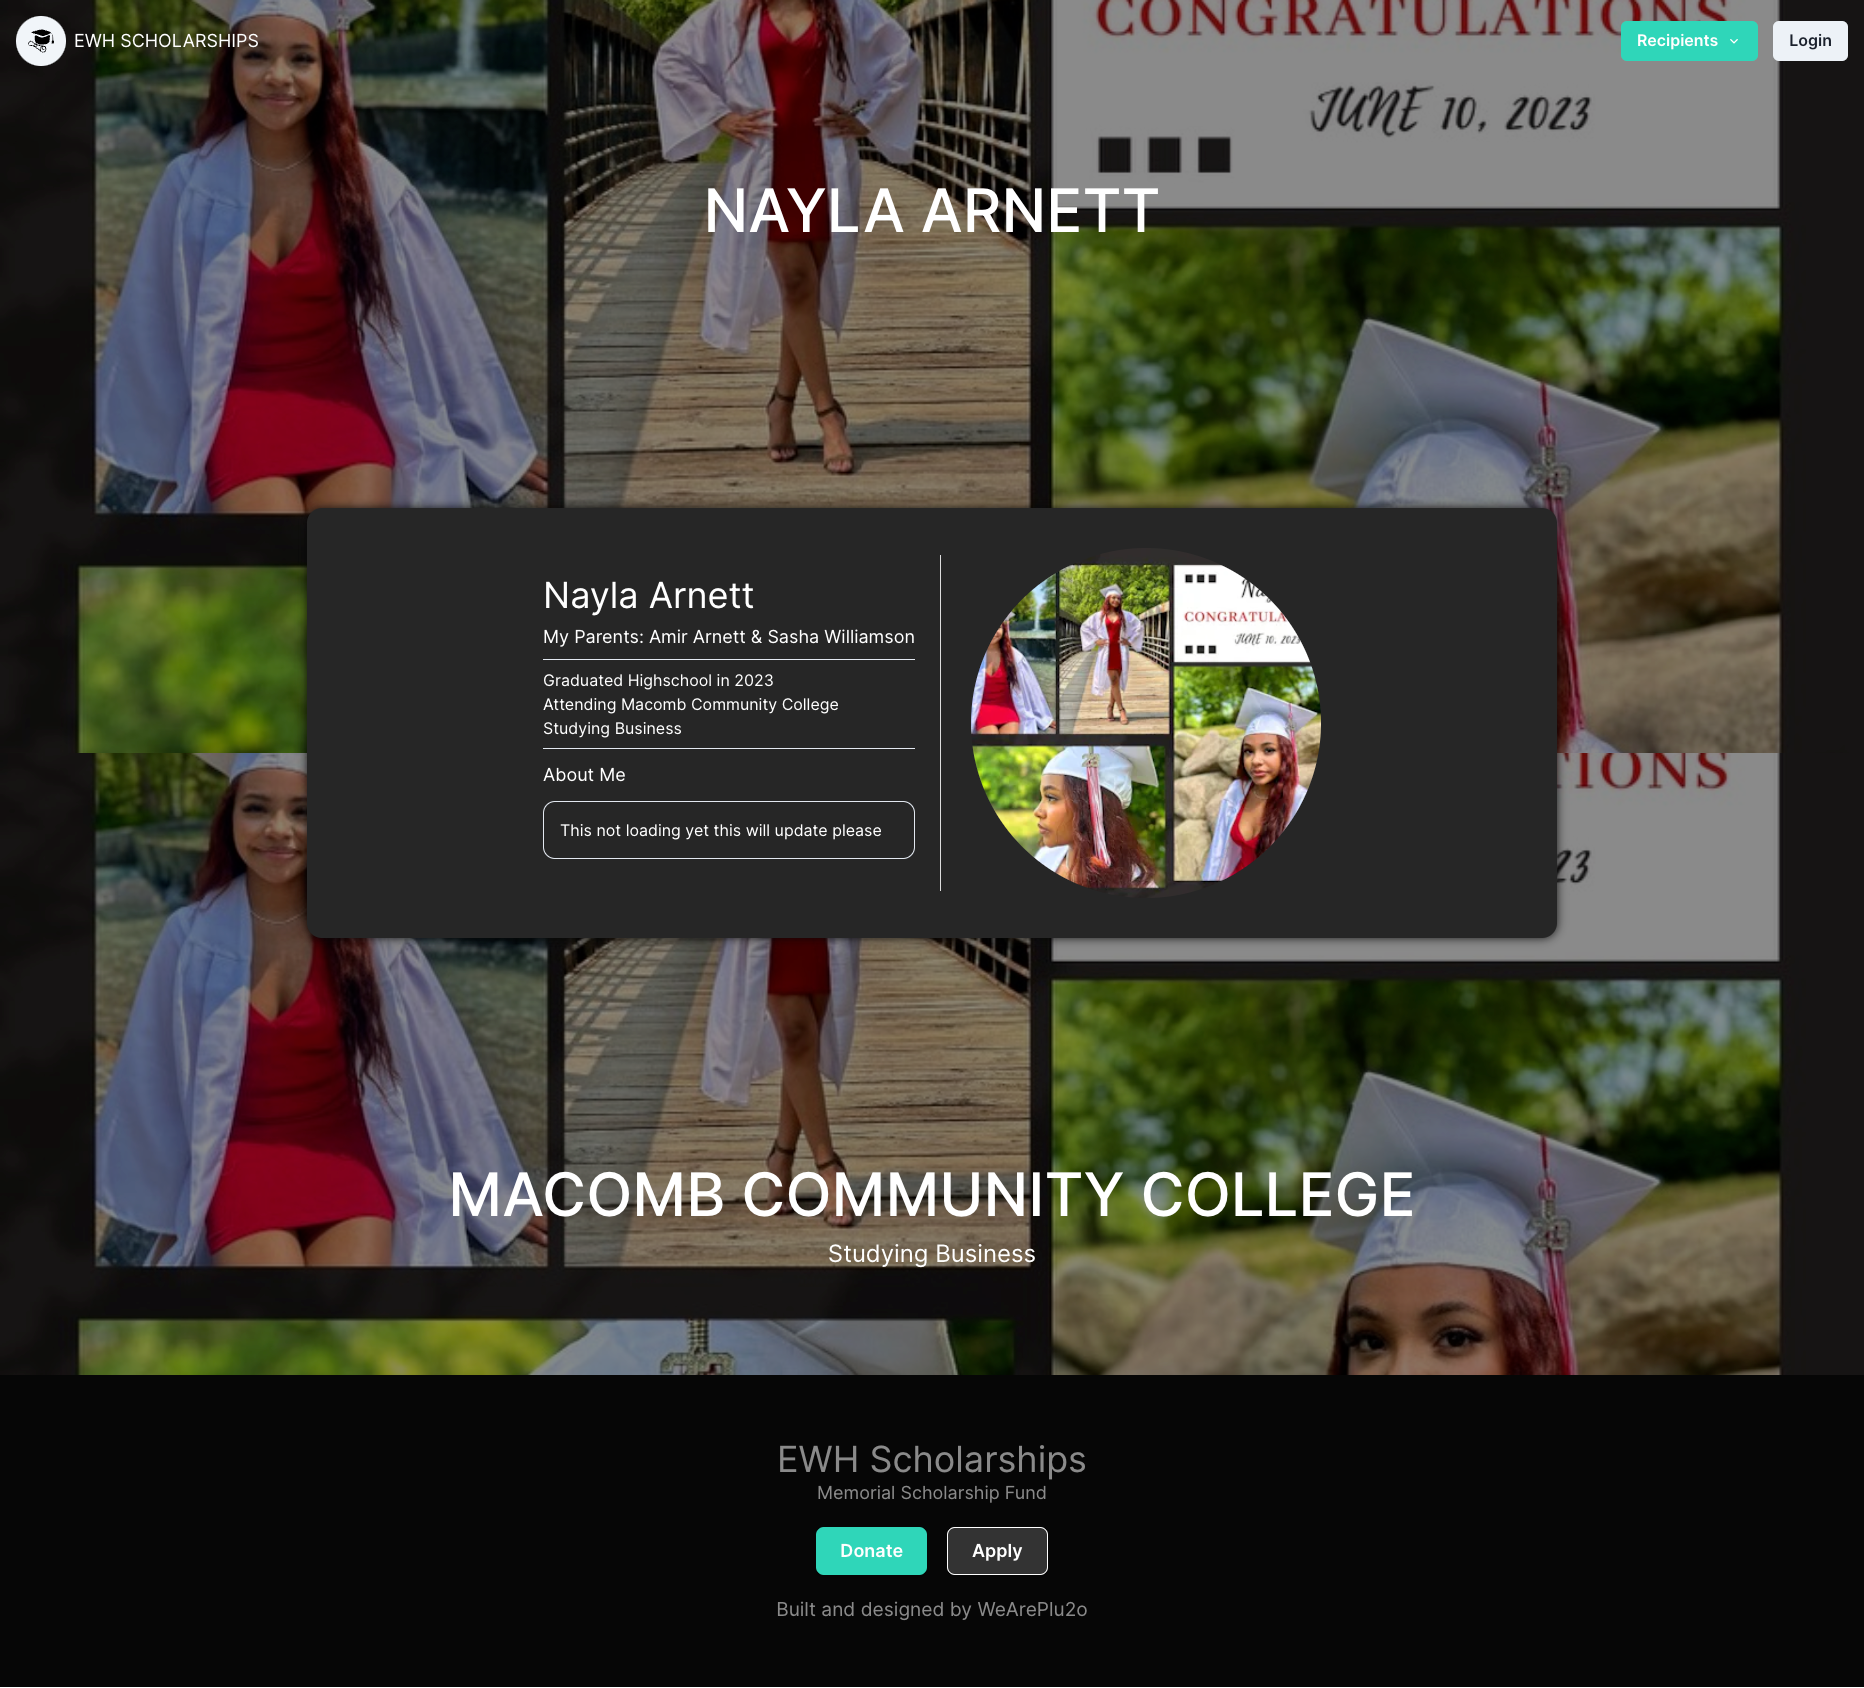 EWH SCHOLARSHIPS
Recipients
Login
CONGRATULATIONS
JUNE 10, 2023
NAYLA ARNETT
Nayla Arnett
My Parents: Amir Arnett & Sasha Williamson
Graduated Highschool in 2023
Attending Macomb Community College
Studying Business
About Me
This not loading yet this will update please
CONGRATULA
JUNE 10, 202
TIONS
23
MACOMB COMMUNITY COLLEGE
Studying Business
EWH Scholarships
Memorial Scholarship Fund
Donate
Apply
Built and designed by WeArePlu2o